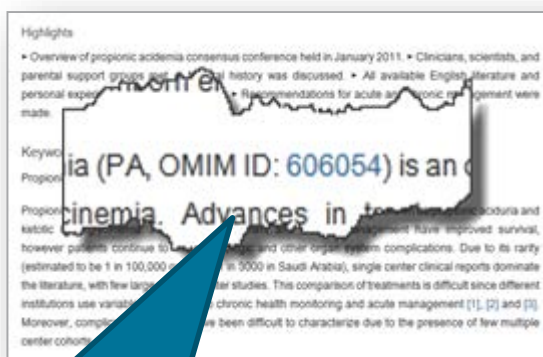 Highlights
▸ Overview of propionic acidemia consensus conference held in January 2011. ▸ Clinicians, scientists, and
parental support groups history was discussed. ▸ All available English literature and
personal Recommendations for acute management were
made.
Keywo
Propion
ia (PA, OMIM ID: 606054) is an
cinemia. Advances in
Propion aciduria and
ketotic have improved survival,
however patients continue to and other organ system complications. Due to its rarity
(estimated to be 1 in 100,000 in 3000 in Saudi Arabia), single center clinical reports dominate
the literature, with few large ter studies. This comparison of treatments is difficult since different
institutions use variable chronic health monitoring and acute management [1], [2] and [3].
Moreover, complic ve been difficult to characterize due to the presence of few multiple
center cohorts